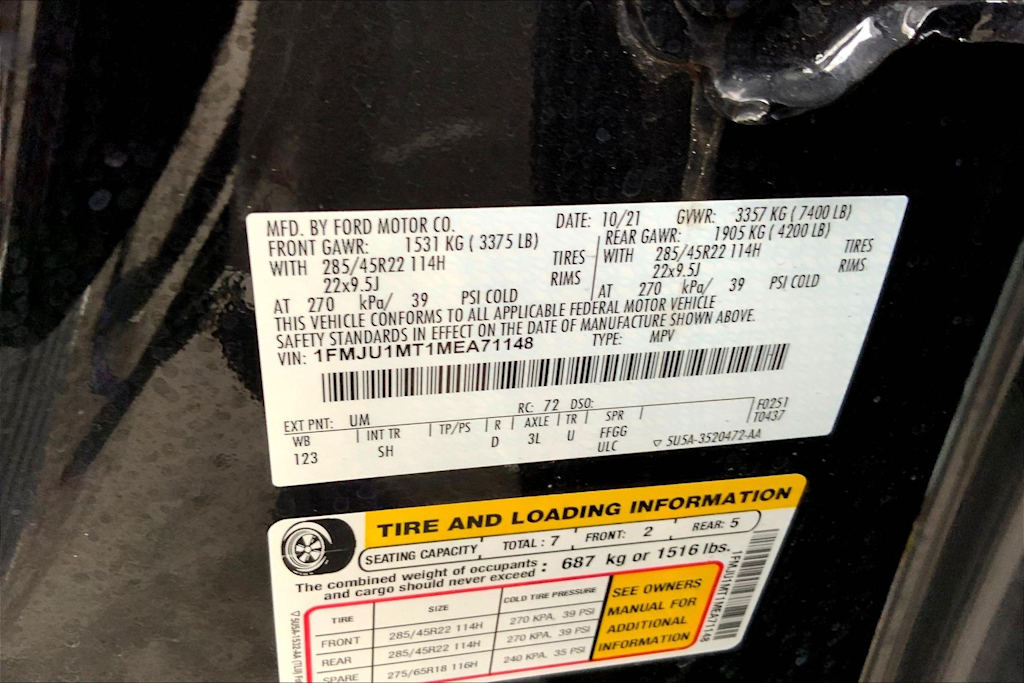 MFD. BY FORD MOTOR CO. DATE: 10/21 GVWR: 3357 KG ( 7400 LB)
FRONT GAWR: 1531 KG ( 3375 LB) REAR GAWR: 1905 KG ( 4200 LB)
WITH 285/45R22 114H TIRES WITH 285/45R22 114H TIRES
22x9.5J RIMS 22x9.5J RIMS
AT 270 kPa/ 39 PSI COLD AT 270 kPa/ 39 PSI COLD
THIS VEHICLE CONFORMS TO ALL APPLICABLE FEDERAL MOTOR VEHICLE
SAFETY STANDARDS IN EFFECT ON THE DATE OF MANUFACTURE SHOWN ABOVE.
VIN: 1FMJU1MT1MEA71148 TYPE: MPV
EXT PNT: UM RC: 72 DSO: F0251
WB INT TR TP/PS R AXLE TR SPR T0437
123 SH D 3L U FFGG
ULC ▽ 5U5A-3520472-AA
TIRE AND LOADING INFORMATION
SEATING CAPACITY TOTAL : 7 FRONT: 2 REAR: 5
The combined weight of occupants
and cargo should never exceed : 687 kg or 1516 lbs.
TIRE SIZE COLD TIRE PRESSURE
FRONT 285/45R22 114H 270 KPA, 39 PSI
REAR 285/45R22 114H 270 KPA, 39 PSI
SPARE 275/65R18 116H 240 KPA, 35 PSI
SEE OWNERS
MANUAL FOR
ADDITIONAL
INFORMATION
1FMJU1MT1MEA71148